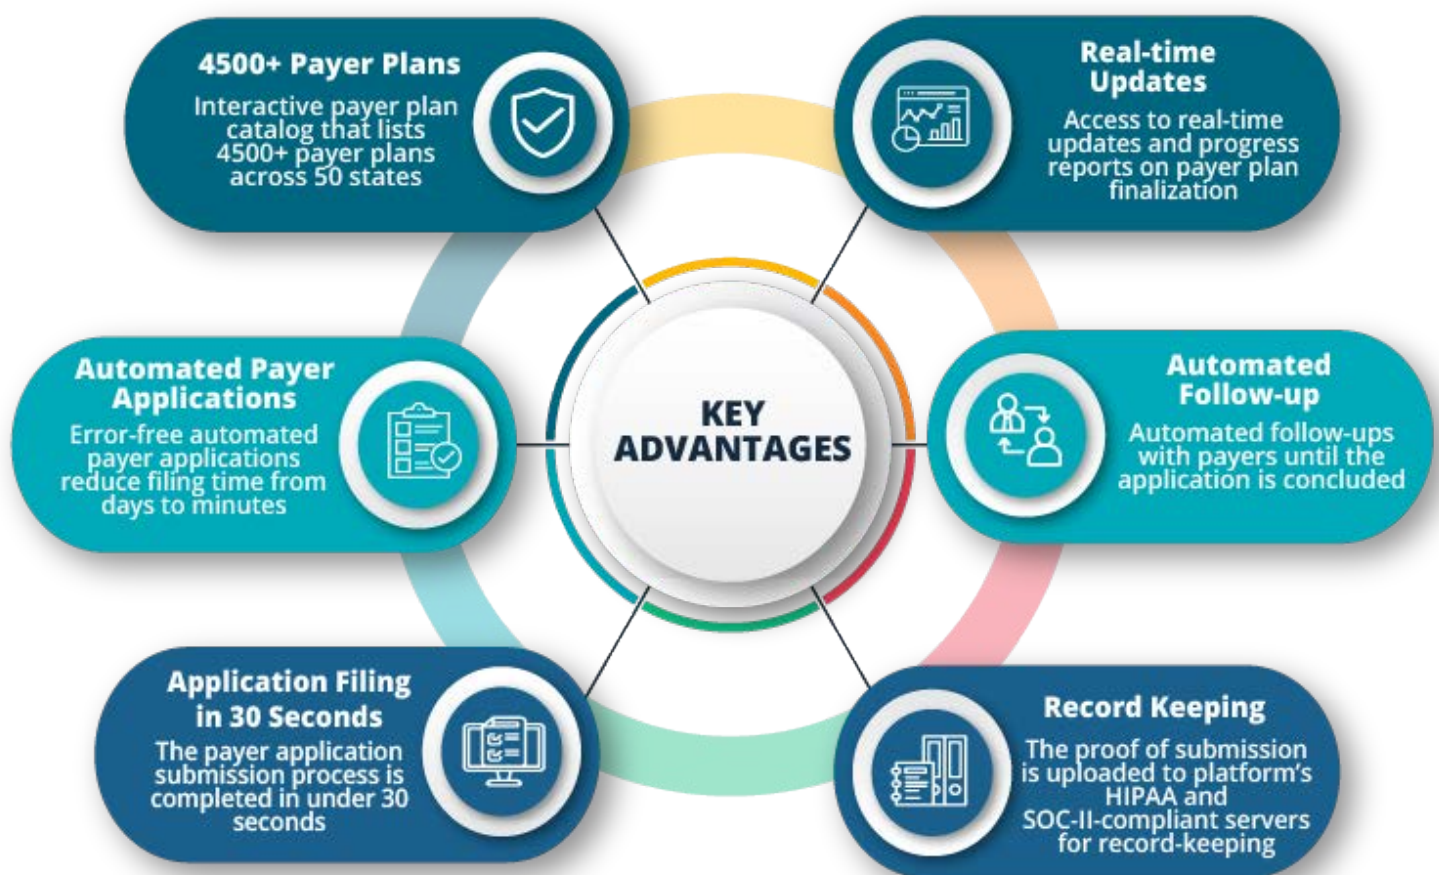 4500+ Payer Plans
Interactive payer plan
catalog that lists
4500+ payer plans
across 50 states
Real-time
Updates
Access to real-time
updates and progress
reports on payer plan
finalization
Automated Payer
Applications
Error-free automated
payer applications
reduce filing time from
days to minutes
KEY
ADVANTAGES
Automated
Follow-up
Automated follow-ups
with payers until the
application is concluded
Application Filing
in 30 Seconds
The payer application
submission process is
completed in under 30
seconds
Record Keeping
The proof of submission
is uploaded to platform's
HIPAA and
SOC-II-compliant servers
for record-keeping